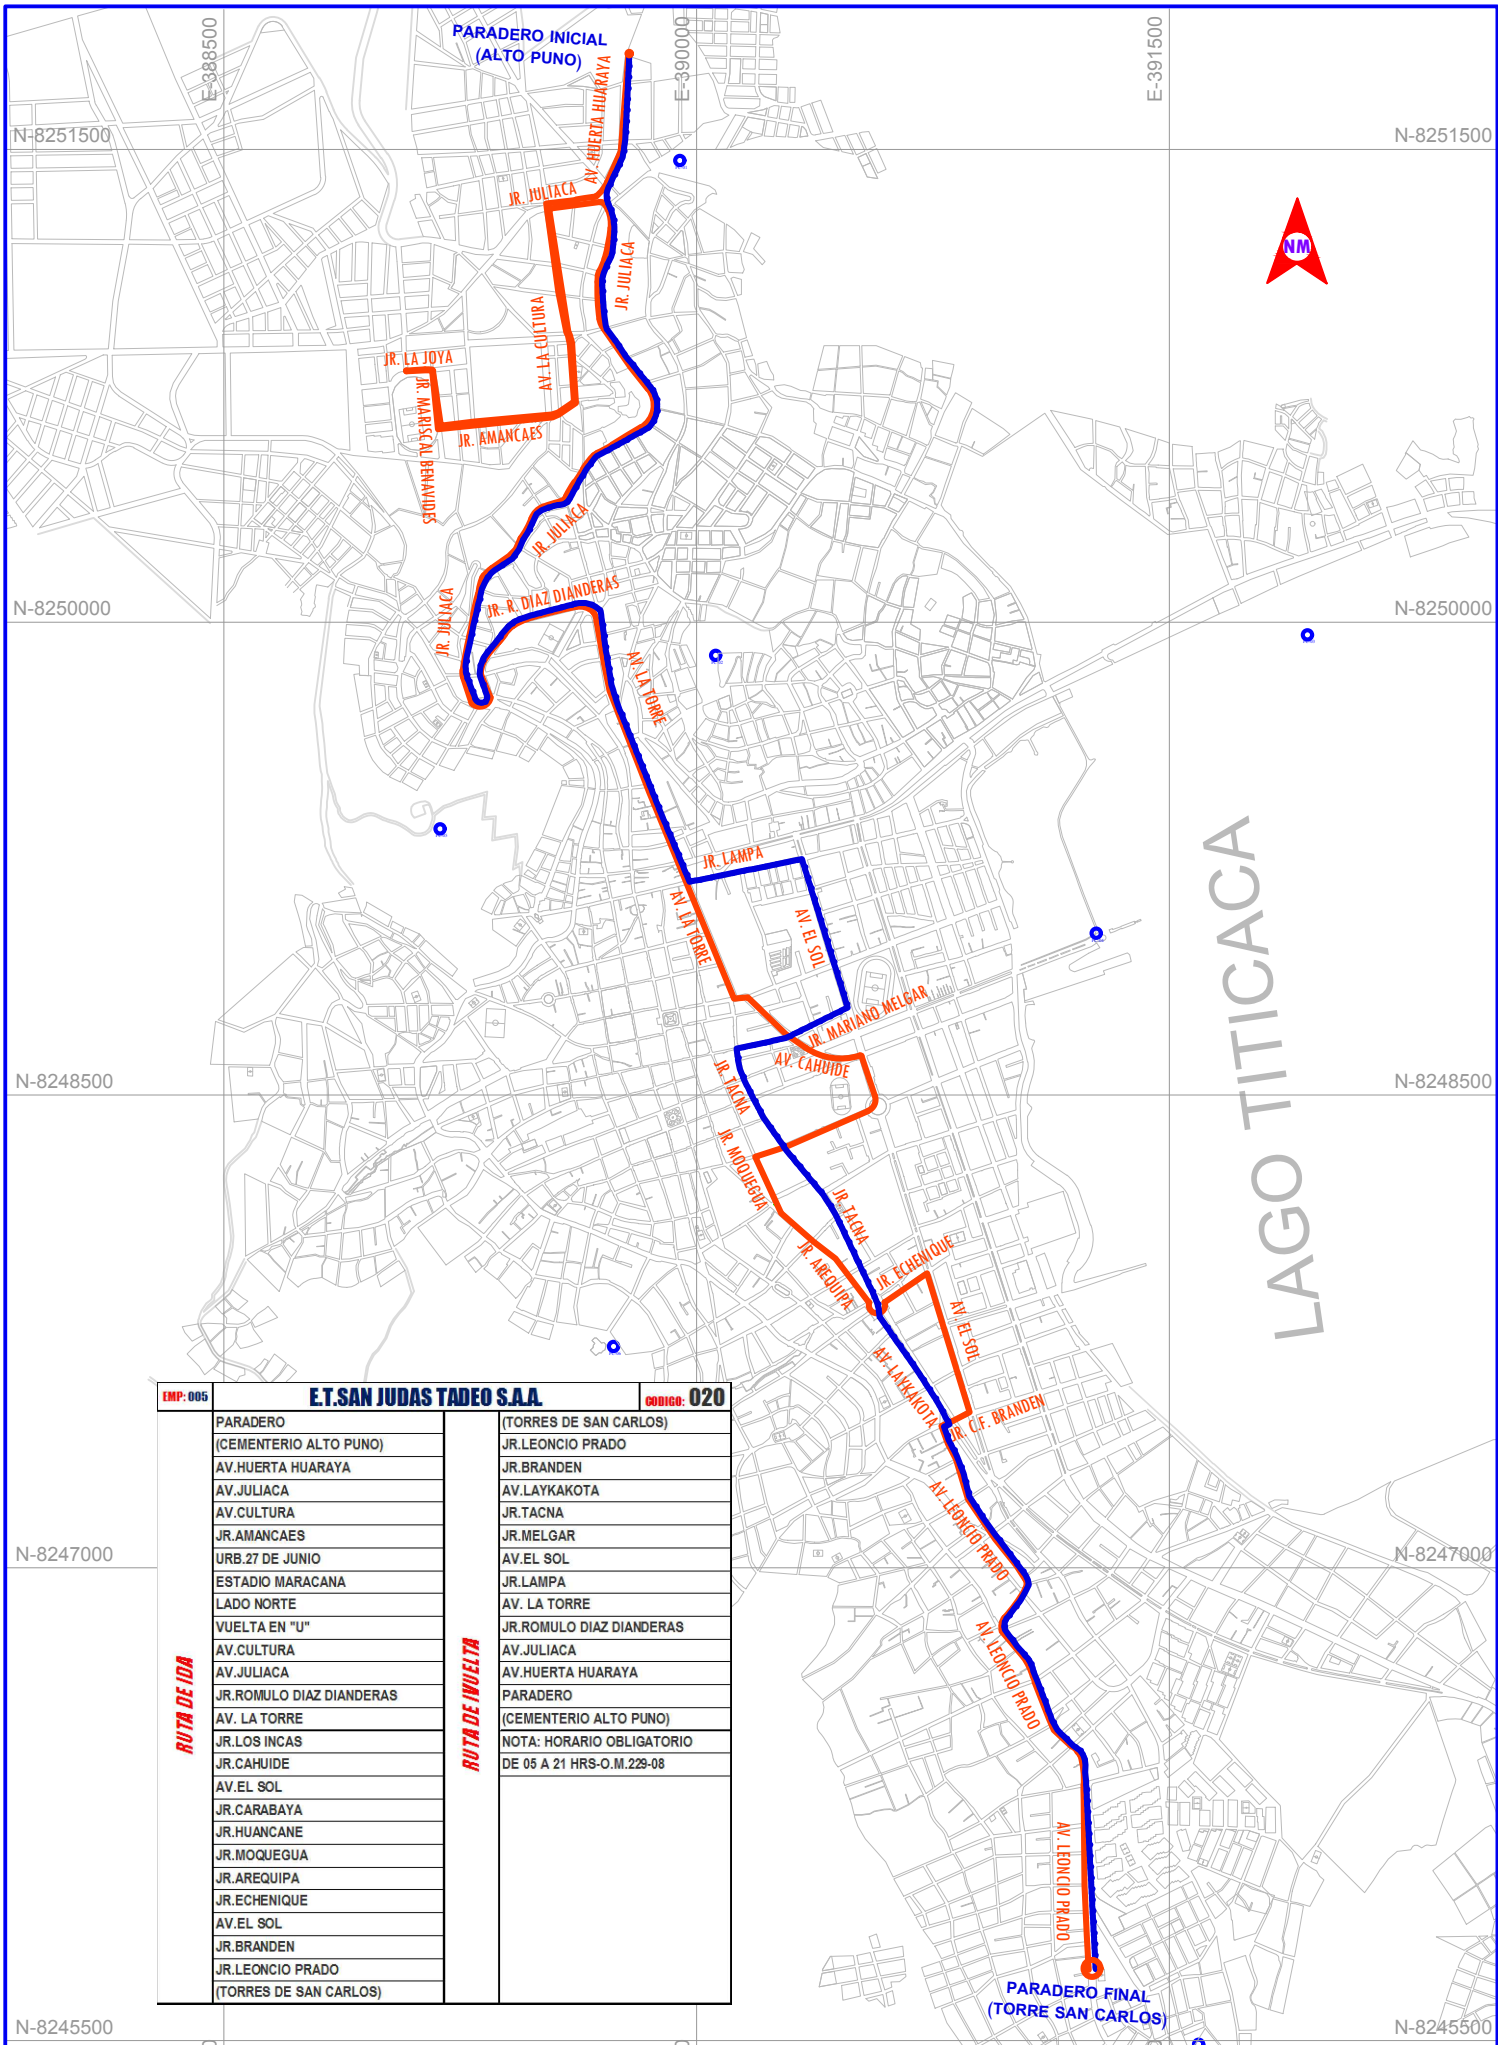 PARADERO INICIAL
(ALTO PUNO)
E-388500
E-390000
E-391500
N-8251500
N-8251500
AV. HUERTA HUARAYA
JR. JULIACA
NM
JR. JULIACA
AV. LA CULTURA
JR. LA JOYA
JR. MARISCAL BENAVIDES
JR. AMANCAES
JR. JULIACA
JR. R. DIAZ DIANDERAS
JR. JULIACA
N-8250000
N-8250000
AV. LA TORRE
JR. LAMPA
AV. LA TORRE
AV. EL SOL
LAGO TITICACA
JR. MARIANO MELGAR
AV. CAHUIDE
JR. TACNA
N-8248500
N-8248500
JR. MOQUEGUA
JR. TACNA
JR. AREQUIPA
JR. ECHENIQUE
AV. EL SOL
AV. LAYKAKOTA
JR. C.F. BRANDEN
AV. LEONCIO PRADO
N-8247000
N-8247000
AV. LEONCIO PRADO
AV. LEONCIO PRADO
PARADERO FINAL
(TORRE SAN CARLOS)
N-8245500
N-8245500
EMP: 005
E.T.SAN JUDAS TADEO S.A.A.
CODIGO: 020
RUTA DE IDA
PARADERO
(CEMENTERIO ALTO PUNO)
AV.HUERTA HUARAYA
AV.JULIACA
AV.CULTURA
JR.AMANCAES
URB.27 DE JUNIO
ESTADIO MARACANA
LADO NORTE
VUELTA EN "U"
AV.CULTURA
AV.JULIACA
JR.ROMULO DIAZ DIANDERAS
AV. LA TORRE
JR.LOS INCAS
JR.CAHUIDE
AV.EL SOL
JR.CARABAYA
JR.HUANCANE
JR.MOQUEGUA
JR.AREQUIPA
JR.ECHENIQUE
AV.EL SOL
JR.BRANDEN
JR.LEONCIO PRADO
(TORRES DE SAN CARLOS)
RUTA DE IVUELTA
(TORRES DE SAN CARLOS)
JR.LEONCIO PRADO
JR.BRANDEN
AV.LAYKAKOTA
JR.TACNA
JR.MELGAR
AV.EL SOL
JR.LAMPA
AV. LA TORRE
JR.ROMULO DIAZ DIANDERAS
AV.JULIACA
AV.HUERTA HUARAYA
PARADERO
(CEMENTERIO ALTO PUNO)
NOTA: HORARIO OBLIGATORIO
DE 05 A 21 HRS-O.M.229-08